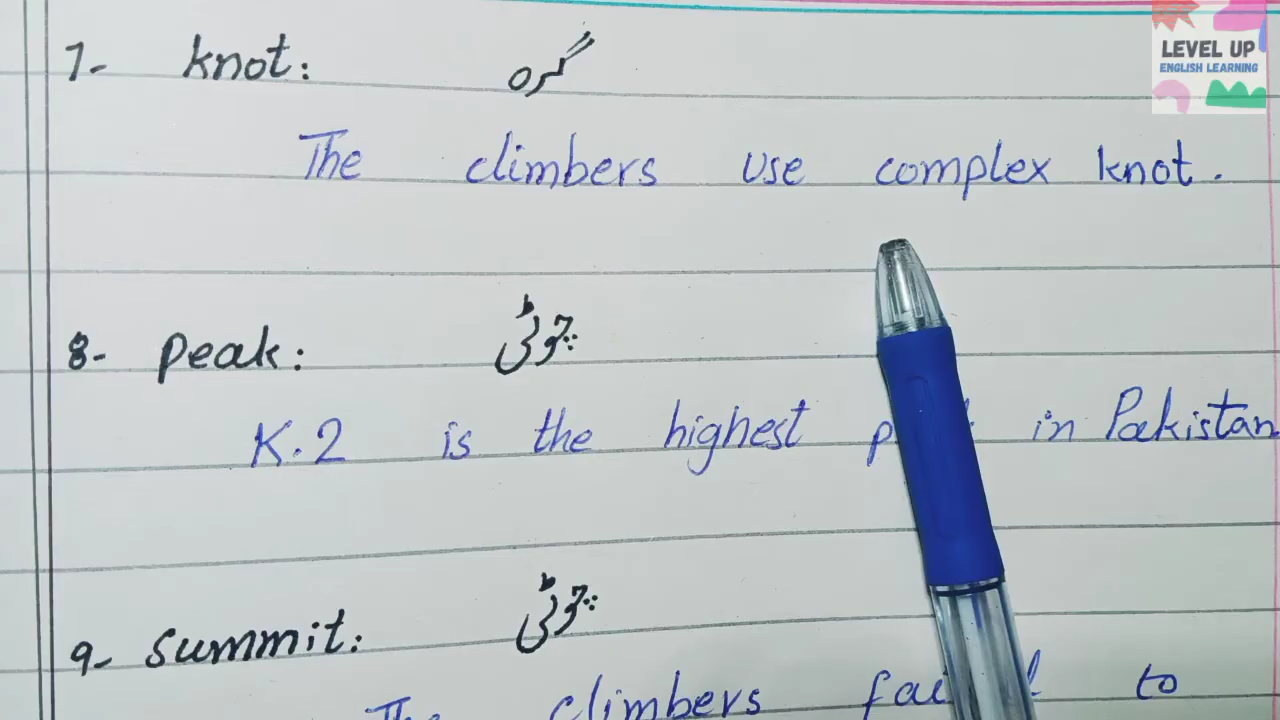 LEVEL UP
ENGLISH LEARNING
7- knot: گرہ
The climbers use complex knot.
8- Peak: چوٹی
K.2 is the highest in Pakistan
9- Summit: چوٹی
The climbers to